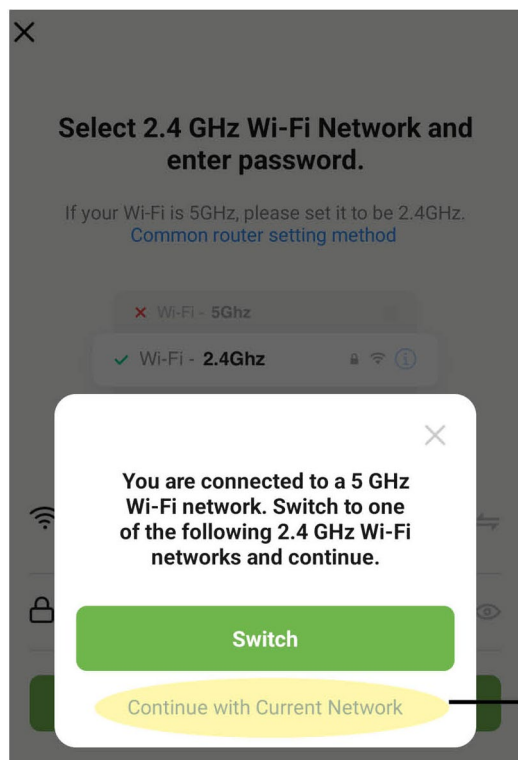 Select 2.4 GHz Wi-Fi Network and
enter password.
If your Wi-Fi is 5GHz, please set it to be 2.4GHz.
Common router setting method
Wi-Fi - 5Ghz
Wi-Fi - 2.4Ghz
You are connected to a 5 GHz
Wi-Fi network. Switch to one
of the following 2.4 GHz Wi-Fi
networks and continue.
Switch
Continue with Current Network